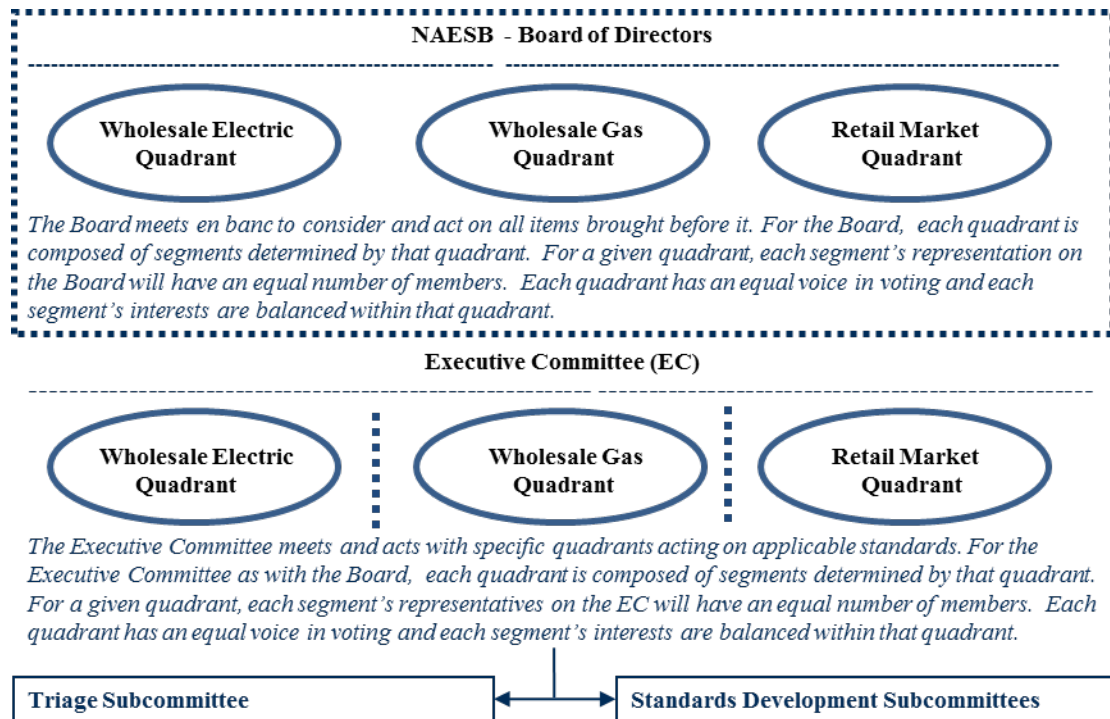 NAESB - Board of Directors
Wholesale Electric Quadrant
Wholesale Gas Quadrant
Retail Market Quadrant
The Board meets en banc to consider and act on all items brought before it. For the Board, each quadrant is
composed of segments determined by that quadrant. For a given quadrant, each segment's representation on
the Board will have an equal number of members. Each quadrant has an equal voice in voting and each
segment's interests are balanced within that quadrant.
Executive Committee (EC)
Wholesale Electric Quadrant
Wholesale Gas Quadrant
Retail Market Quadrant
The Executive Committee meets and acts with specific quadrants acting on applicable standards. For the
Executive Committee as with the Board, each quadrant is composed of segments determined by that quadrant.
For a given quadrant, each segment's representatives on the EC will have an equal number of members. Each
quadrant has an equal voice in voting and each segment's interests are balanced within that quadrant.
Triage Subcommittee
Standards Development Subcommittees